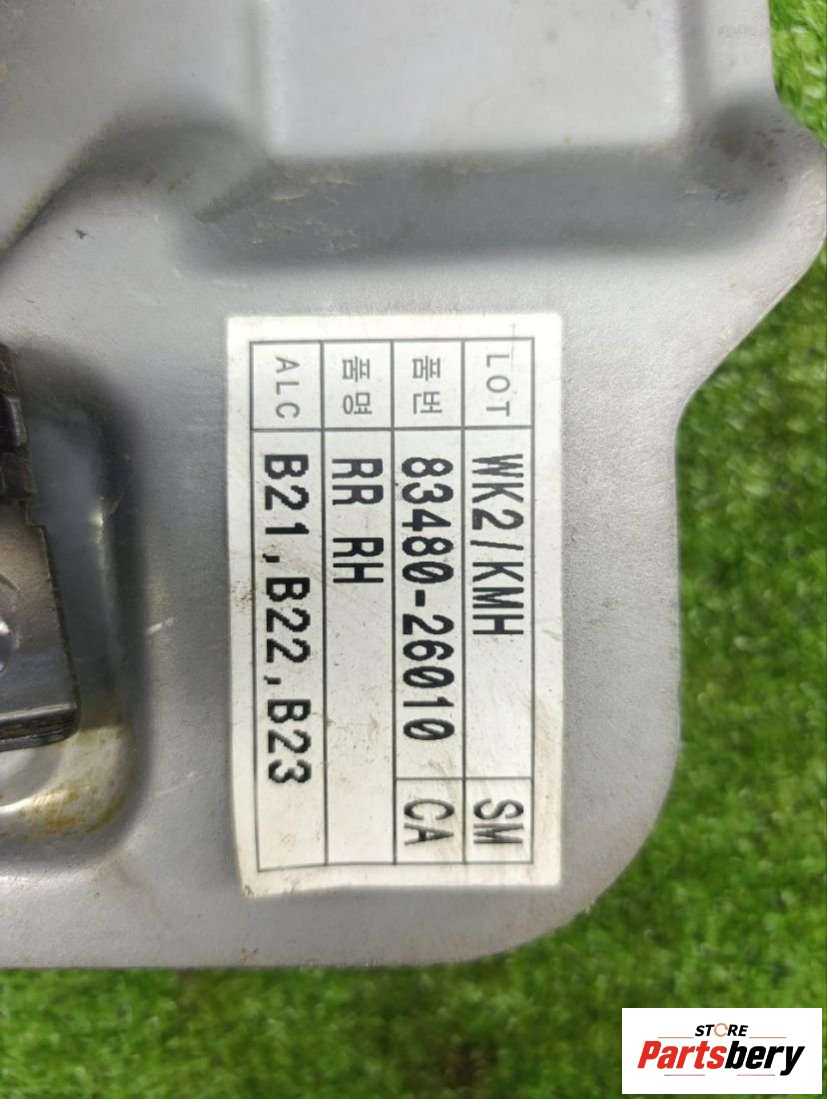 LOT WK2/KMH SM
품번 83480-26010 CA
품명 RR RH
ALC B21,B22,B23
STORE
Partsbery